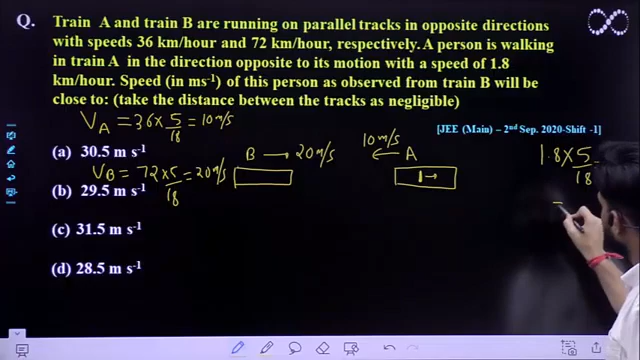 Q. Train A and train B are running on parallel tracks in opposite directions
with speeds 36 km/hour and 72 km/hour, respectively. A person is walking
in train A in the direction opposite to its motion with a speed of 1.8
km/hour. Speed (in ms⁻¹) of this person as observed from train B will be
close to: (take the distance between the tracks as negligible)
V_A = 36 × 5/18 = 10 m/s
[JEE (Main) – 2nd Sep. 2020-Shift -1]
(a) 30.5 m s⁻¹
B → 20 m/s
10 m/s ← A
1.8 × 5/18 =
V_B = 72 × 5/18 = 20 m/s
(b) 29.5 m s⁻¹
(c) 31.5 m s⁻¹
(d) 28.5 m s⁻¹